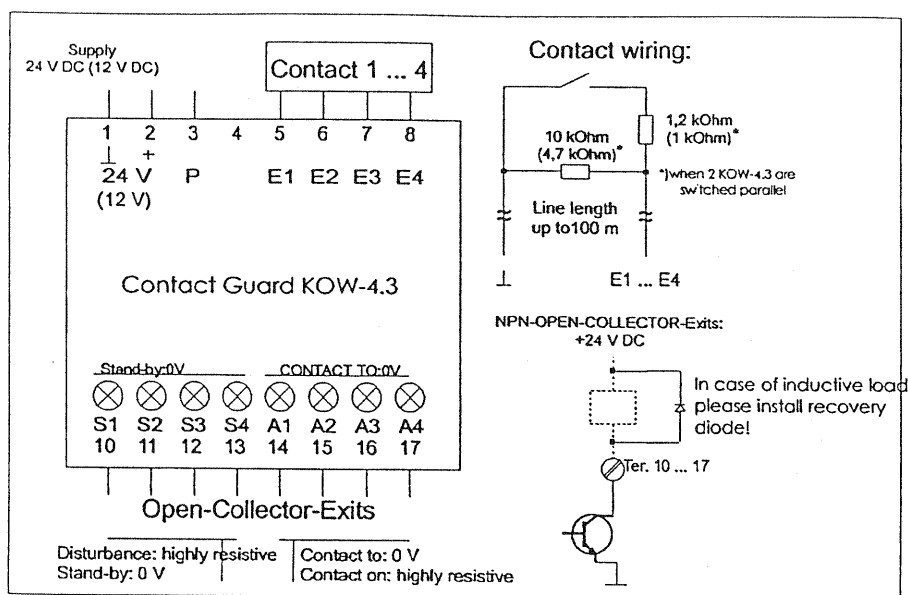 Supply
24 V DC (12 V DC)
Contact 1 ... 4
1 2 3 4 5 6 7 8
⊥ +
24 V P E1 E2 E3 E4
(12 V)
Contact Guard KOW-4.3
Stand-by:0V CONTACT TO:0V
S1 S2 S3 S4 A1 A2 A3 A4
10 11 12 13 14 15 16 17
Open-Collector-Exits
Disturbance: highly resistive
Stand-by: 0 V
Contact to: 0 V
Contact on: highly resistive
Contact wiring:
1,2 kOhm
(1 kOhm)*
10 kOhm
(4,7 kOhm)*
*)when 2 KOW-4.3 are
switched parallel
Line length
up to100 m
⊥ E1 ... E4
NPN-OPEN-COLLECTOR-Exits:
+24 V DC
In case of inductive load
please install recovery
diode!
Ter. 10 ... 17